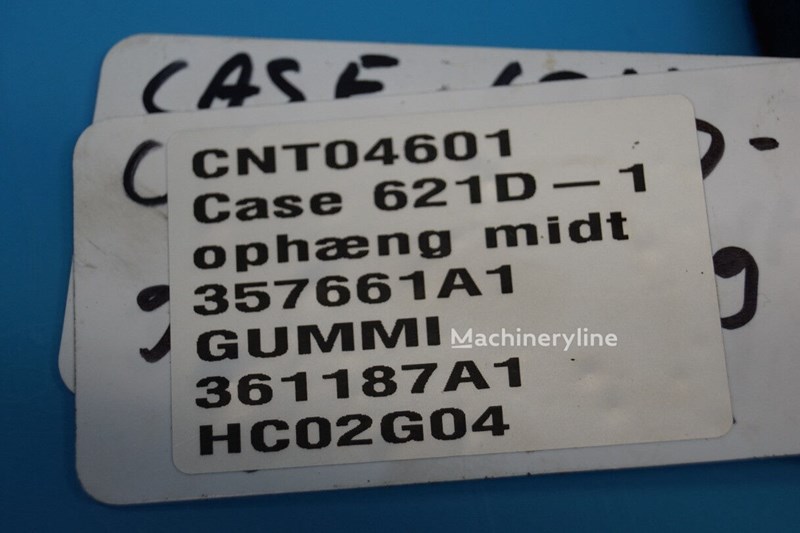 CASE
CNT04601
Case 621D — 1
ophæng midt
357661A1
GUMMI
361187A1
HC02G04
Machineryline